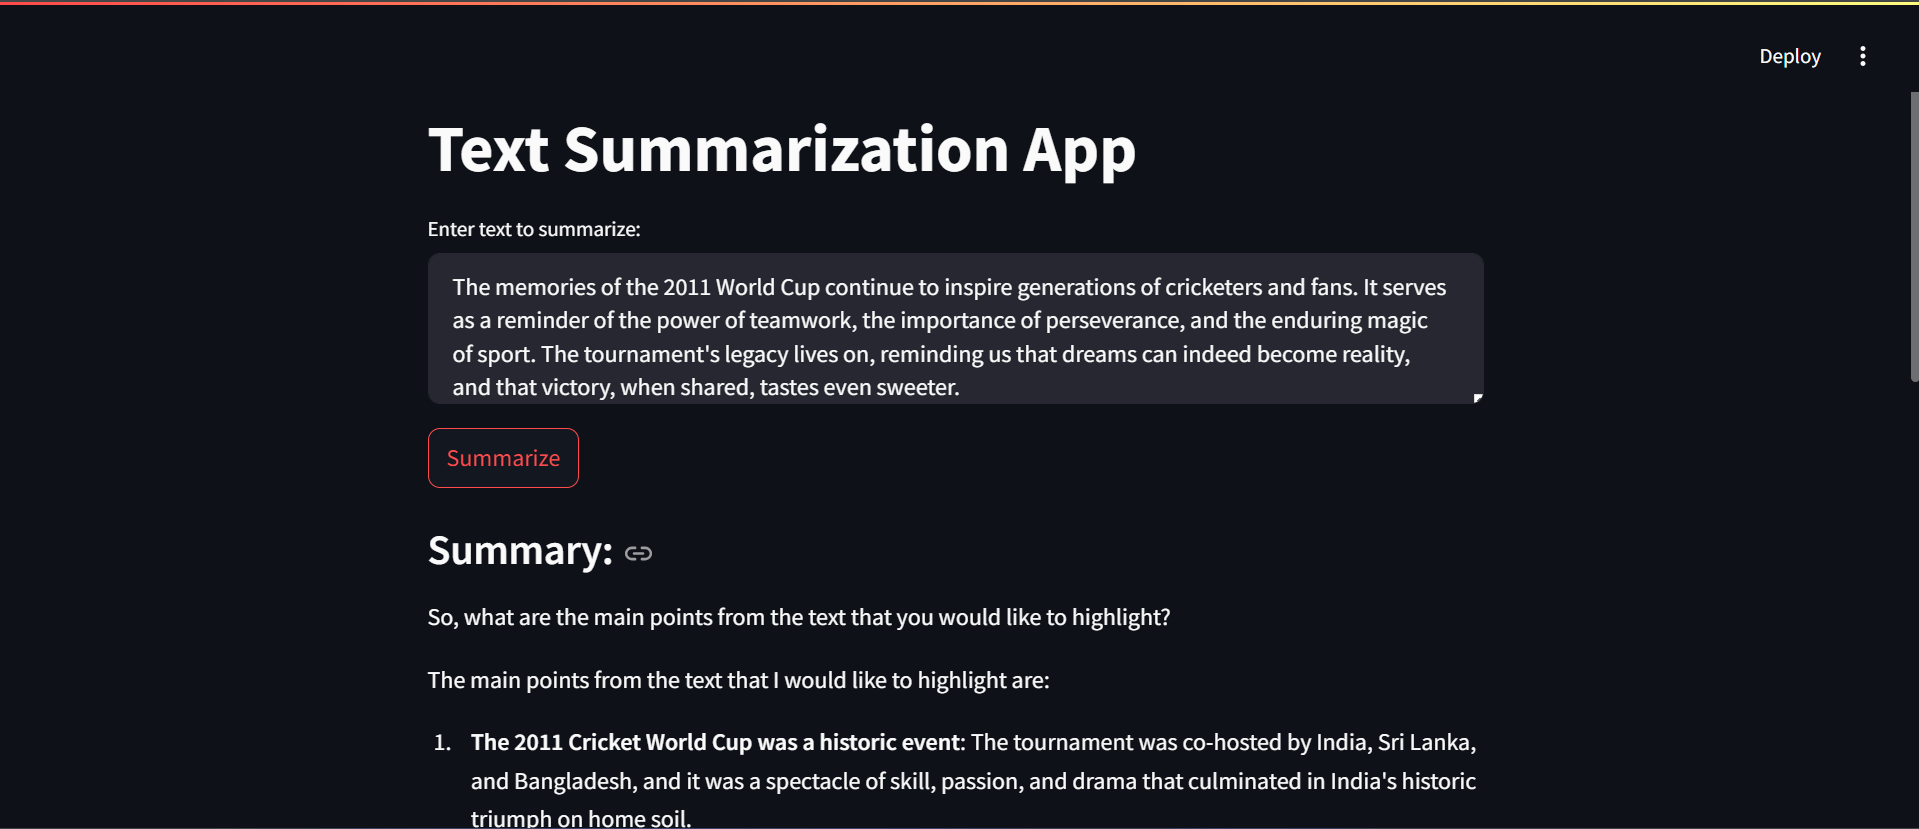 Deploy
Text Summarization App
Enter text to summarize:
The memories of the 2011 World Cup continue to inspire generations of cricketers and fans. It serves
as a reminder of the power of teamwork, the importance of perseverance, and the enduring magic
of sport. The tournament's legacy lives on, reminding us that dreams can indeed become reality,
and that victory, when shared, tastes even sweeter.
Summarize
Summary:
So, what are the main points from the text that you would like to highlight?
The main points from the text that I would like to highlight are:
1. The 2011 Cricket World Cup was a historic event: The tournament was co-hosted by India, Sri Lanka,
and Bangladesh, and it was a spectacle of skill, passion, and drama that culminated in India's historic
triumph on home soil.